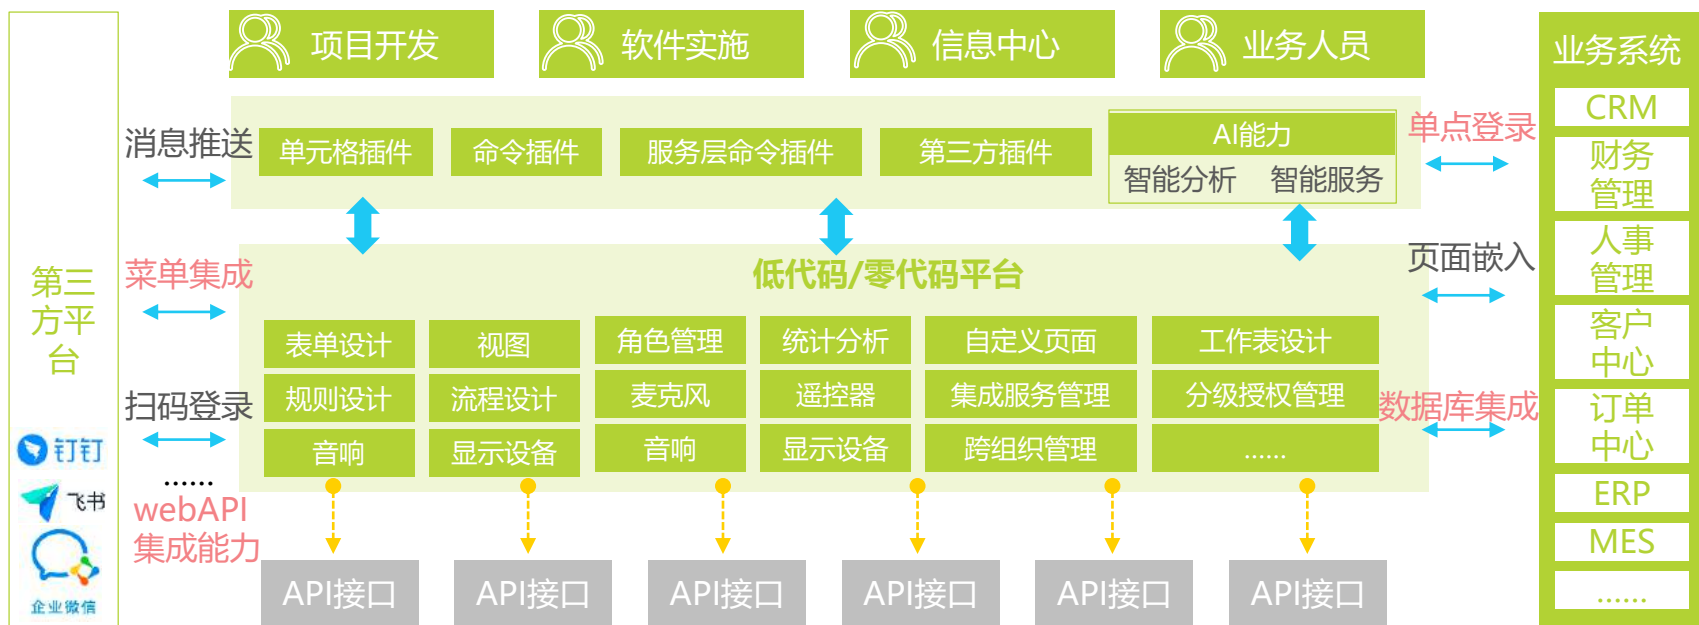 项目开发
软件实施
信息中心
业务人员
业务系统
CRM
财务
管理
人事
管理
客户
中心
订单
中心
ERP
MES
......
第三
方平
台
钉钉
飞书
企业微信
消息推送
菜单集成
扫码登录
......
webAPI
集成能力
单元格插件
命令插件
服务层命令插件
第三方插件
AI能力
智能分析
智能服务
单点登录
页面嵌入
数据库集成
低代码/零代码平台
表单设计
视图
角色管理
统计分析
自定义页面
工作表设计
规则设计
流程设计
麦克风
遥控器
集成服务管理
分级授权管理
音响
显示设备
音响
显示设备
跨组织管理
......
API接口
API接口
API接口
API接口
API接口
API接口